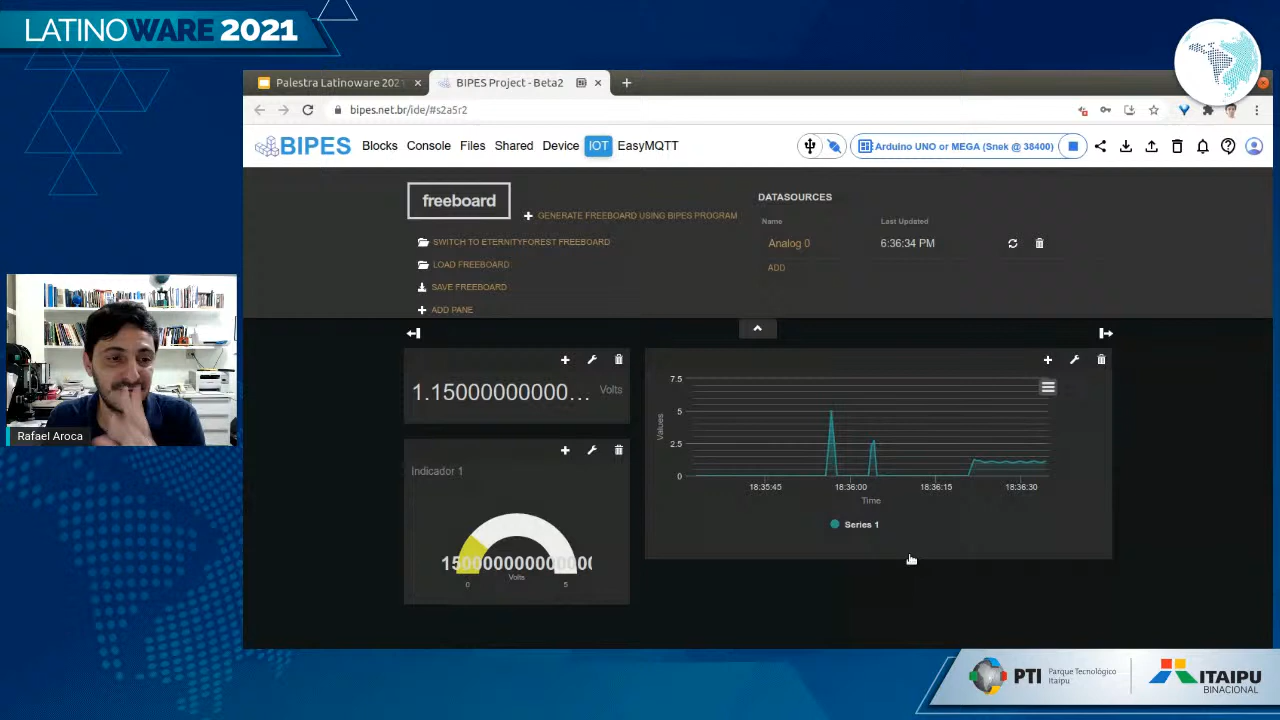 LATINOWARE 2021
Palestra Latinoware 2021
BIPES Project - Beta2
bipes.net.br/ide/#s2a5r2
BIPES
Blocks
Console
Files
Shared
Device
IOT
EasyMQTT
Arduino UNO or MEGA (Snek @ 38400)
freeboard
GENERATE FREEBOARD USING BIPES PROGRAM
SWITCH TO ETERNITYFOREST FREEBOARD
LOAD FREEBOARD
SAVE FREEBOARD
ADD PANE
DATASOURCES
Name
Last Updated
Analog 0
6:36:34 PM
ADD
1.15000000000...
Volts
Indicador 1
Volts
0
5
7.5
5
2.5
0
Values
18:35:45
18:36:00
18:36:15
18:36:30
Time
Series 1
Rafael Aroca
PTI
Parque Tecnológico
Itaipu
ITAIPU
BINACIONAL